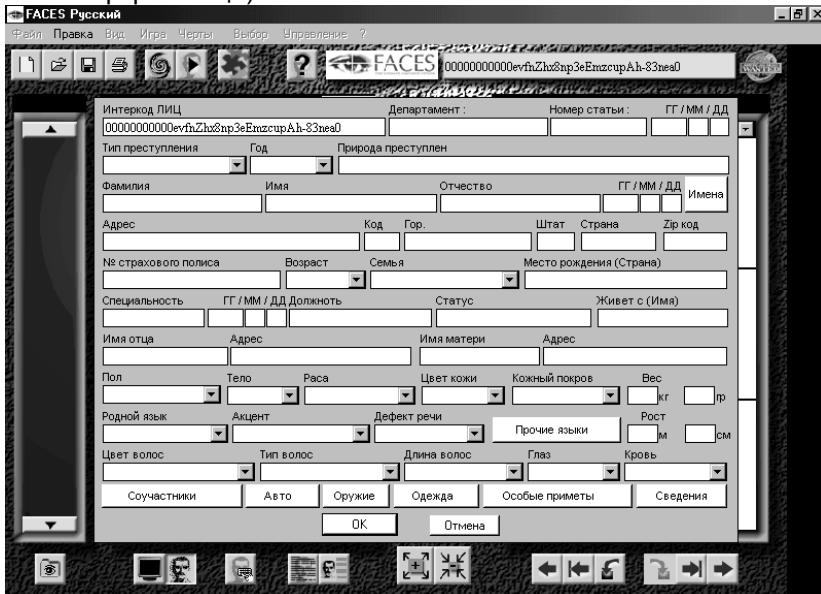 FACES Русский
Файл Правка Вид Игра Черты Выбор Управление ?
? FACES 00000000000evfnZhx8np3eEmzcupAh-83nea0
Интеркод ЛИЦ Департамент : Номер статьи : ГГ / ММ / ДД
00000000000evfnZhx8np3eEmzcupAh-83nea0
Тип преступления Год Природа преступлен
Фамилия Имя Отчество ГГ / ММ / ДД Имена
Адрес Код Гор. Штат Страна Zip код
№ страхового полиса Возраст Семья Место рождения (Страна)
Специальность ГГ / ММ / ДД Должноть Статус Живет с (Имя)
Имя отца Адрес Имя матери Адрес
Пол Тело Раса Цвет кожи Кожный покров Вес
кг гр
Родной язык Акцент Дефект речи Прочие языки Рост
м см
Цвет волос Тип волос Длина волос Глаз Кровь
Соучастники Авто Оружие Одежда Особые приметы Сведения
OK Отмена